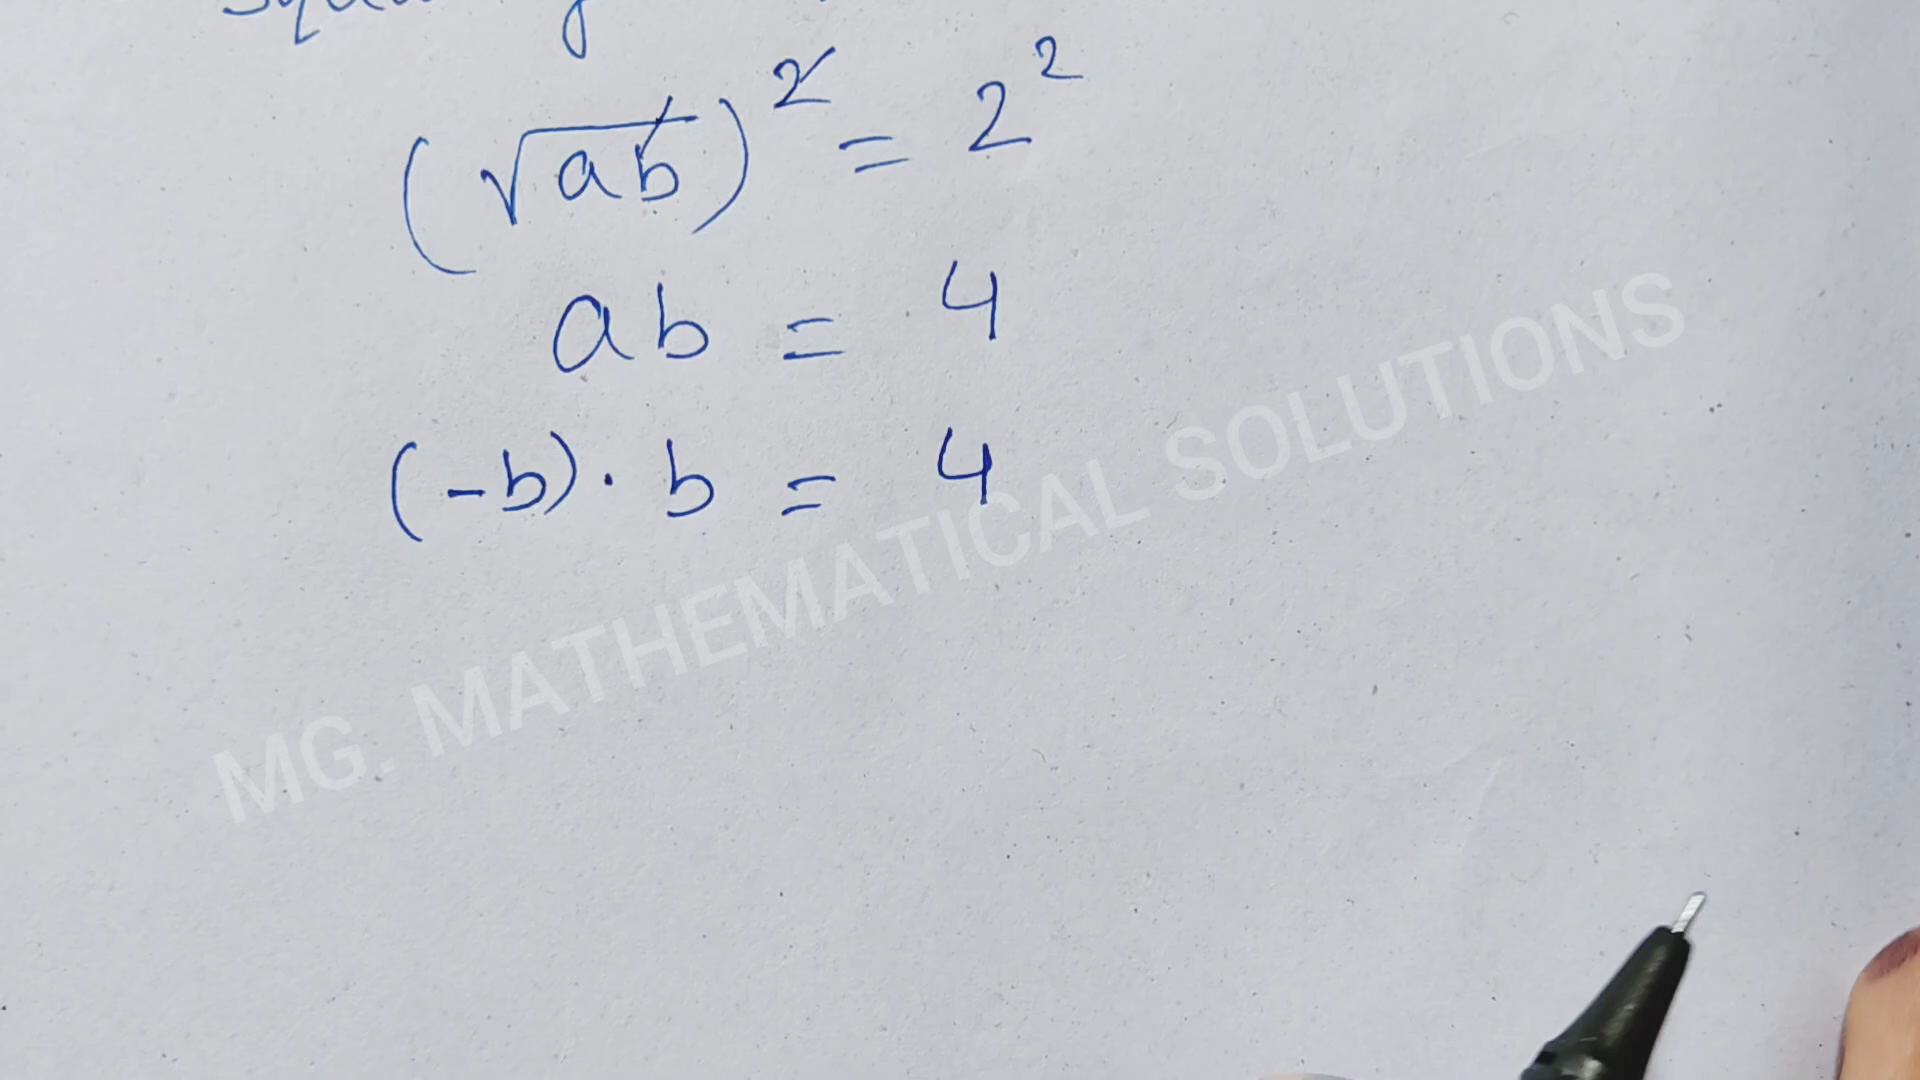 (√ab)² = 2²
ab = 4
(-b)·b = 4
MG. MATHEMATICAL SOLUTIONS